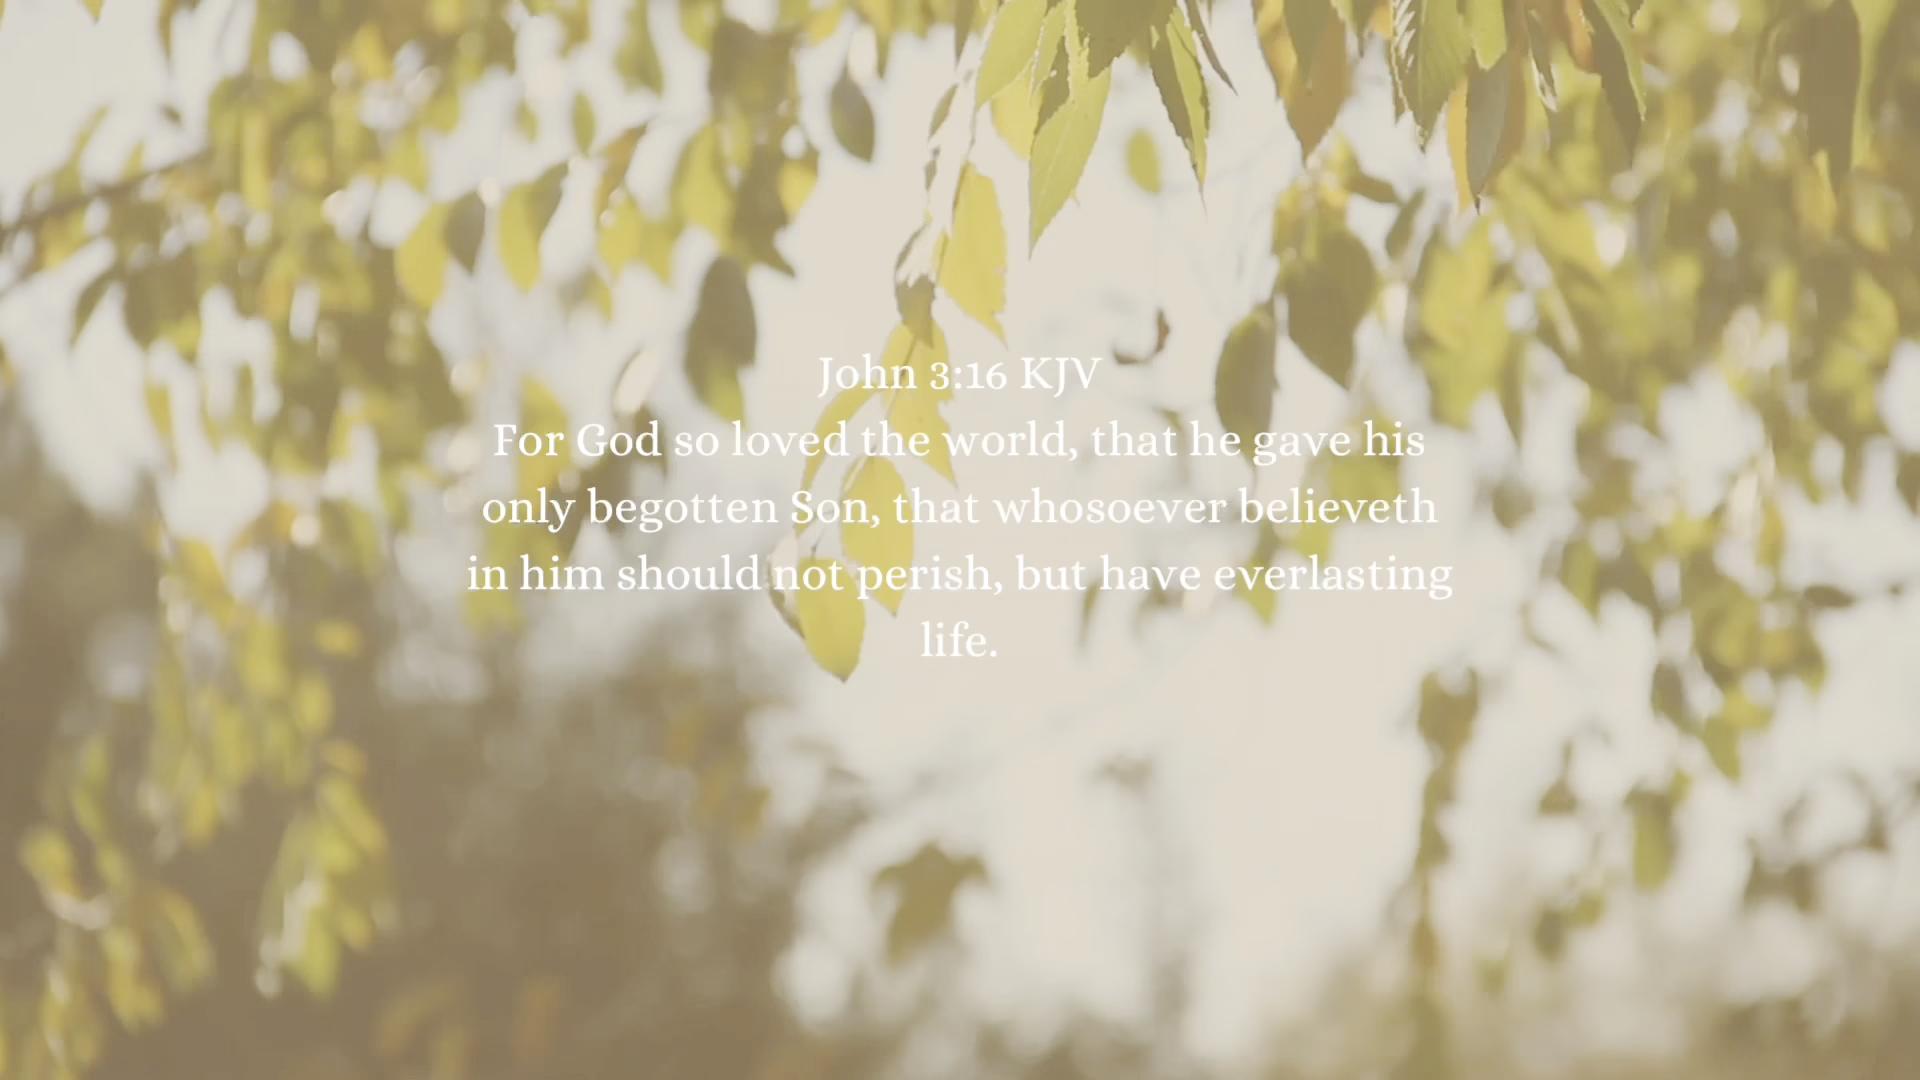 John 3:16 KJV
For God so loved the world, that he gave his
only begotten Son, that whosoever believeth
in him should not perish, but have everlasting
life.